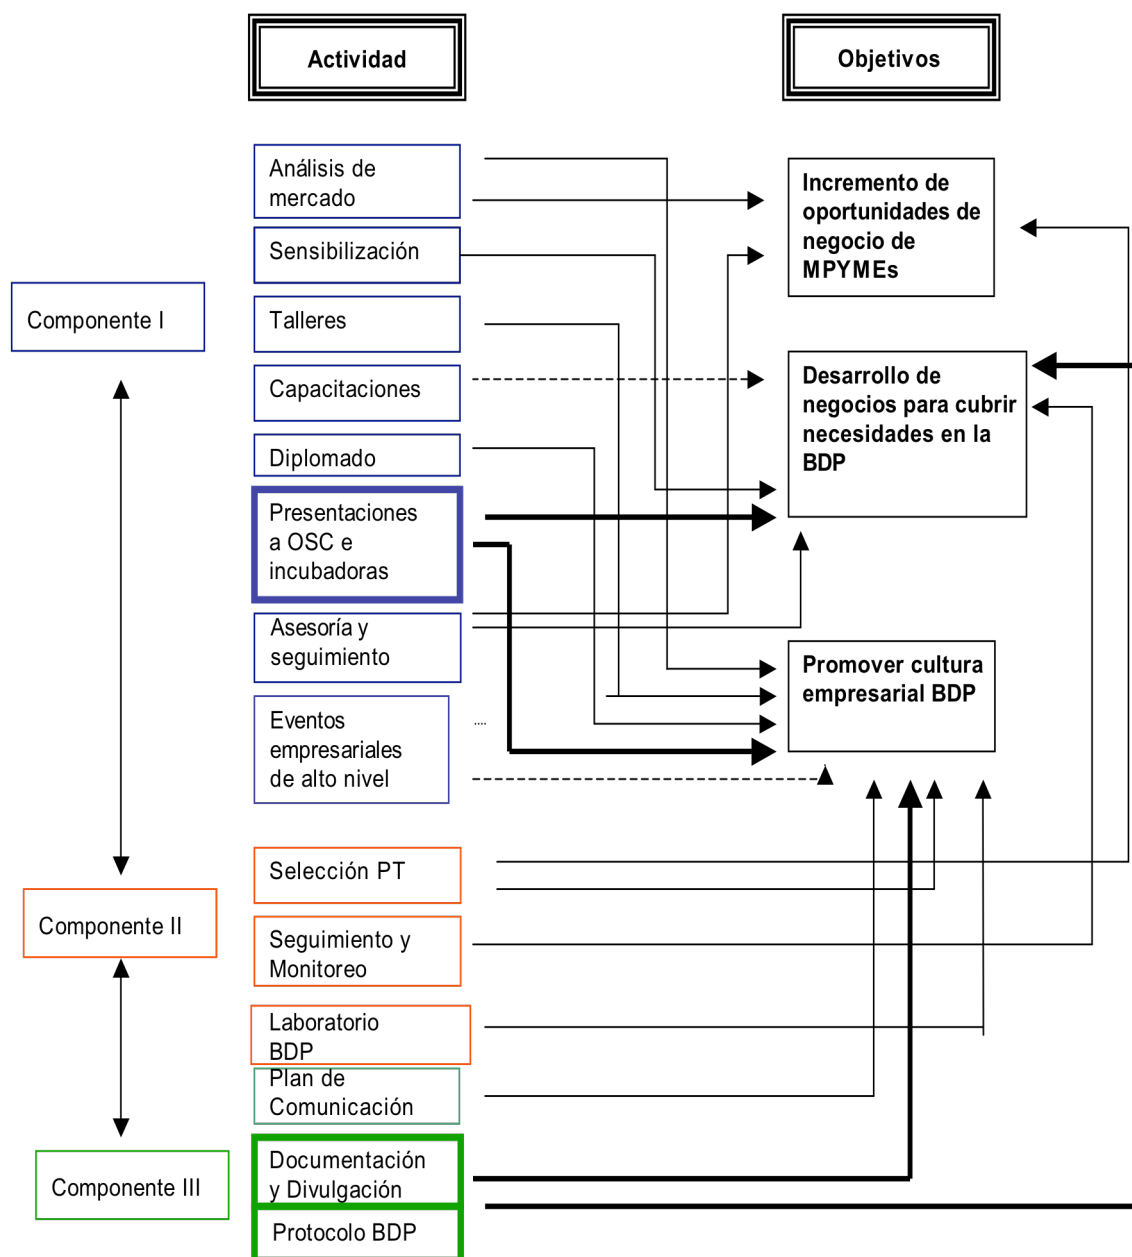 Actividad
Objetivos
Análisis de
mercado
Sensibilización
Talleres
Capacitaciones
Diplomado
Presentaciones
a OSC e
incubadoras
Asesoría y
seguimiento
Eventos
empresariales
de alto nivel
Selección PT
Seguimiento y
Monitoreo
Laboratorio
BDP
Plan de
Comunicación
Documentación
y Divulgación
Protocolo BDP
Componente I
Componente II
Componente III
Incremento de
oportunidades de
negocio de
MPYMEs
Desarrollo de
negocios para cubrir
necesidades en la
BDP
Promover cultura
empresarial BDP